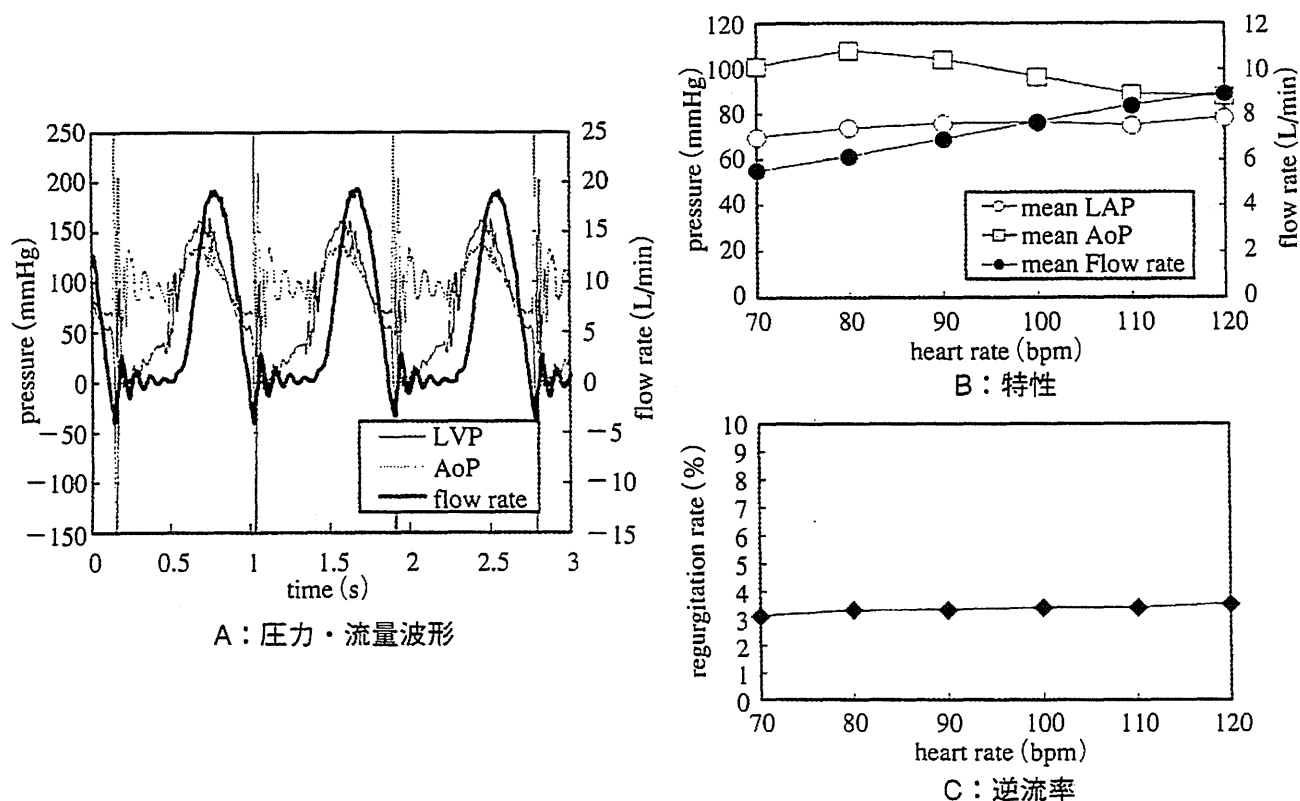 250
200
150
100
50
0
−50
−100
−150
pressure (mmHg)
25
20
15
10
5
0
−5
−10
−15
flow rate (L/min)
LVP
AoP
flow rate
0 0.5 1 1.5 2 2.5 3
time (s)
A：圧力・流量波形
120
100
80
60
40
20
0
pressure (mmHg)
12
10
8
6
4
2
0
flow rate (L/min)
mean LAP
mean AoP
mean Flow rate
70 80 90 100 110 120
heart rate (bpm)
B：特性
10
9
8
7
6
5
4
3
2
1
0
regurgitation rate (%)
70 80 90 100 110 120
heart rate (bpm)
C：逆流率